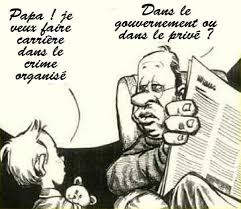 Papa ! je
veux faire
carrière
dans le
crime
organisé
Dans le
gouvernement ou
dans le privé ?